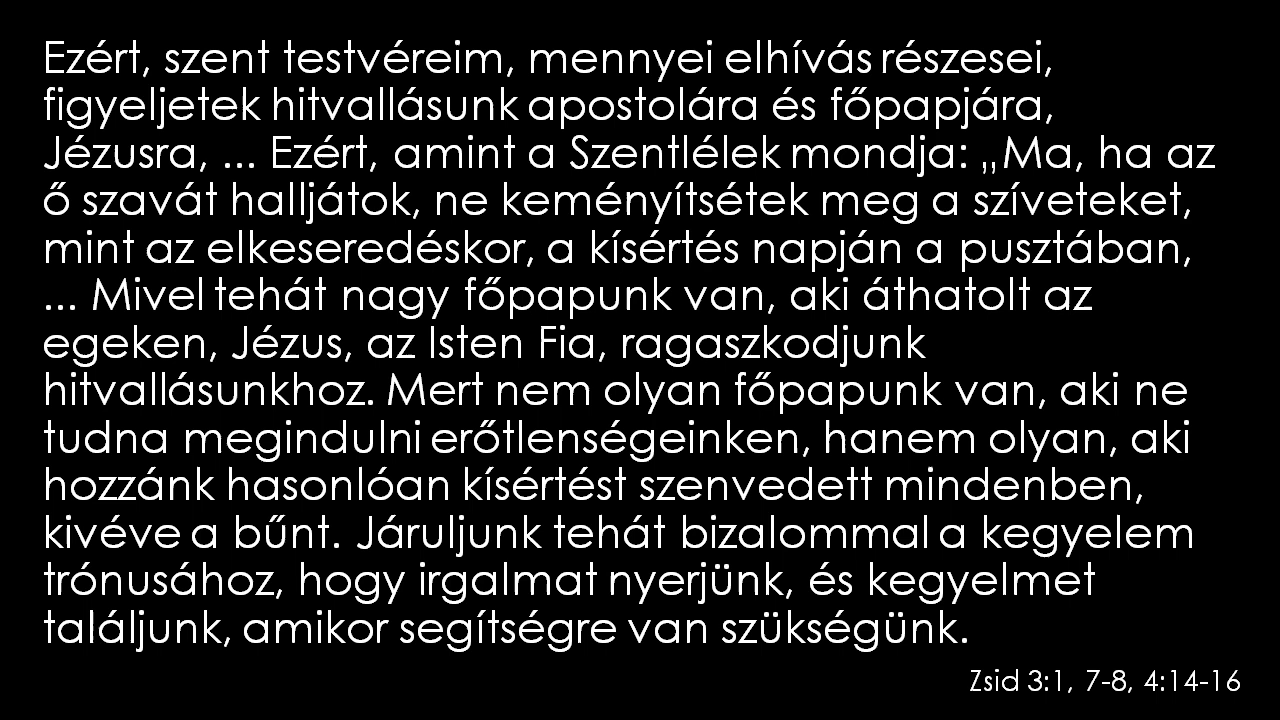 Ezért, szent testvéreim, mennyei elhívás részesei,
figyeljetek hitvallásunk apostolára és főpapjára,
Jézusra, ... Ezért, amint a Szentlélek mondja: „Ma, ha az
ő szavát halljátok, ne keményítsétek meg a szíveteket,
mint az elkeseredéskor, a kísértés napján a pusztában,
... Mivel tehát nagy főpapunk van, aki áthatolt az
egeken, Jézus, az Isten Fia, ragaszkodjunk
hitvallásunkhoz. Mert nem olyan főpapunk van, aki ne
tudna megindulni erőtlenségeinken, hanem olyan, aki
hozzánk hasonlóan kísértést szenvedett mindenben,
kivéve a bűnt. Járuljunk tehát bizalommal a kegyelem
trónusához, hogy irgalmat nyerjünk, és kegyelmet
találjunk, amikor segítségre van szükségünk.
Zsid 3:1, 7-8, 4:14-16